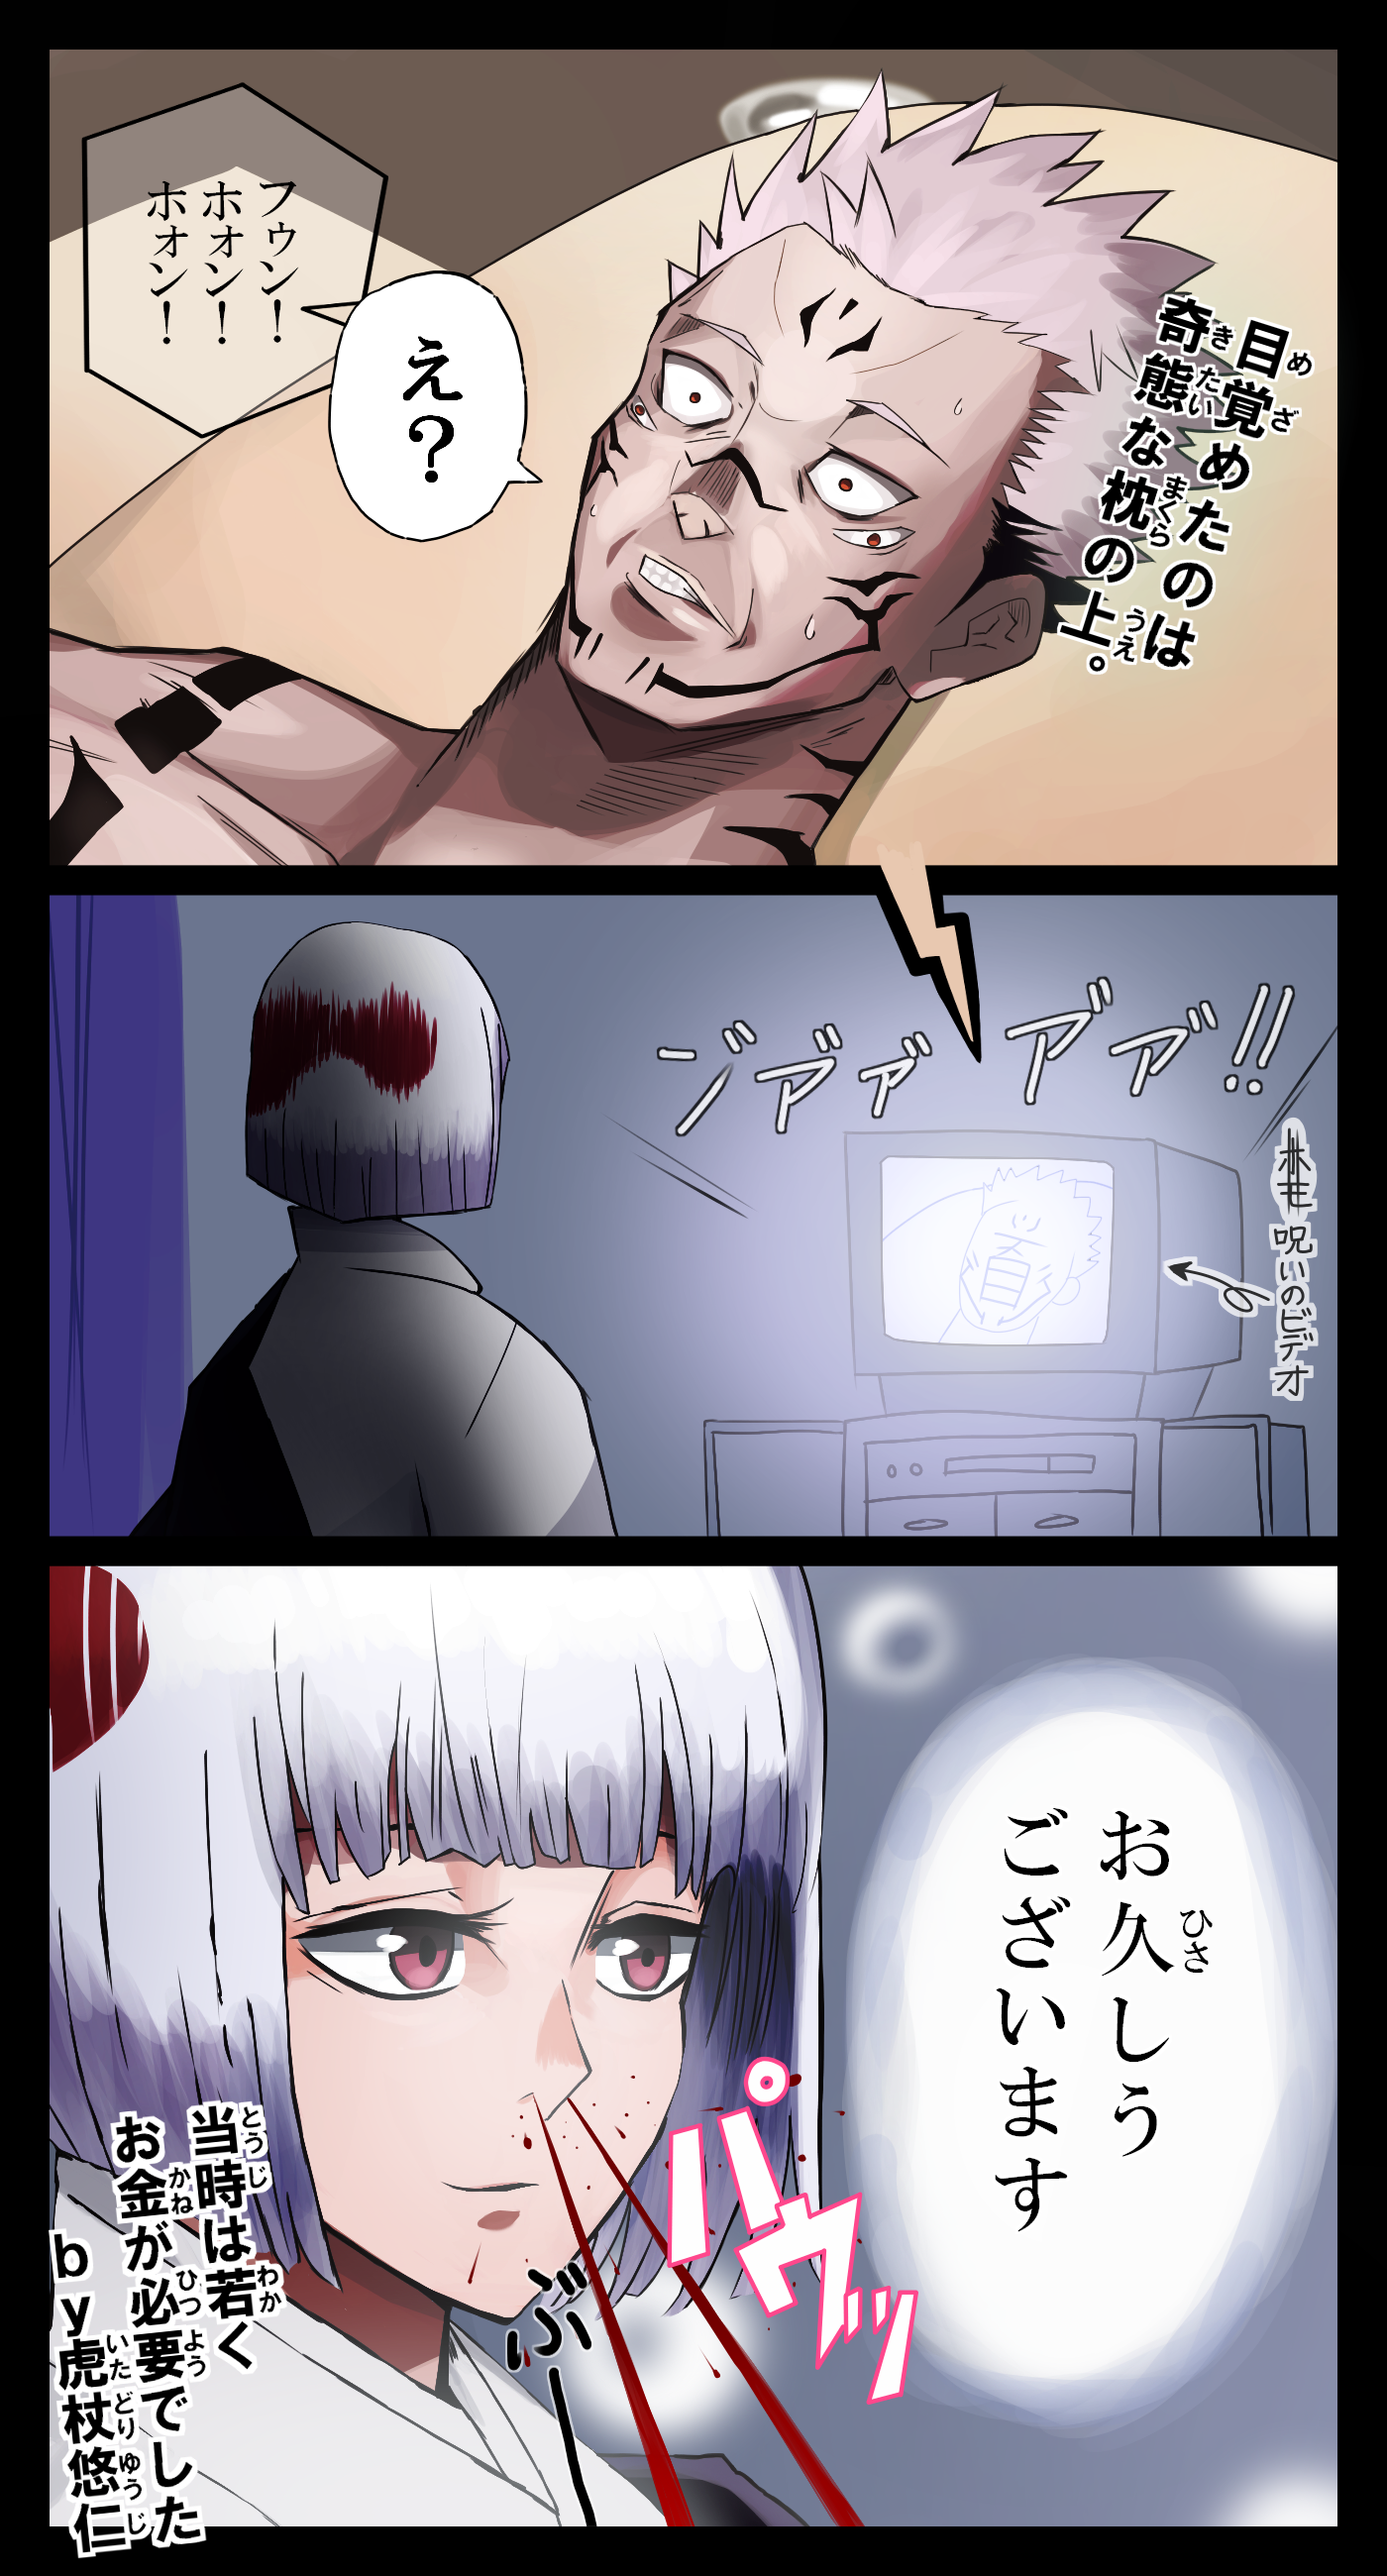 目覚めたのは
奇態な枕の上。
え？
フゥン！
ホォン！
ホォン！
ジアァァアア!!
呪いのビデオ
お久しう
ございます
パウッ
ぶふー
当時は若く
お金が必要でした
by虎杖悠仁